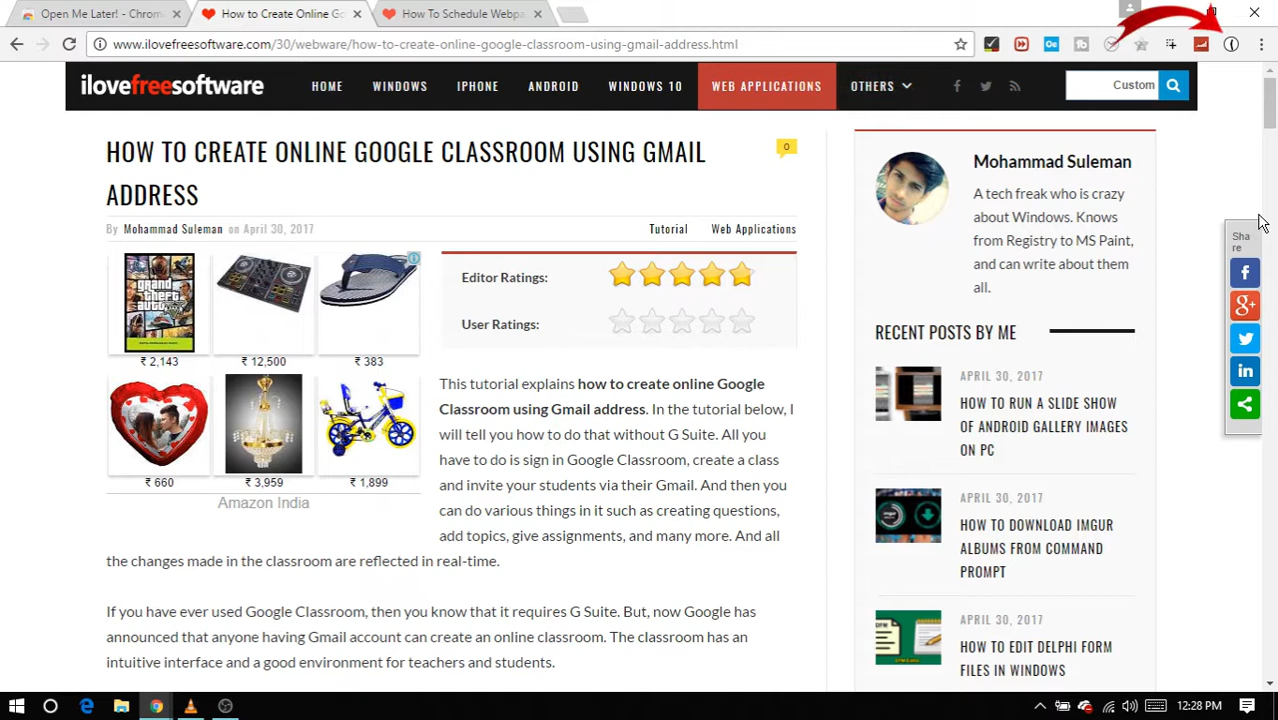 Open Me Later! - Chrom
How to Create Online Go
How To Schedule Webpa
www.ilovefreesoftware.com/30/webware/how-to-create-online-google-classroom-using-gmail-address.html
ilovefreesoftware
HOME
WINDOWS
IPHONE
ANDROID
WINDOWS 10
WEB APPLICATIONS
OTHERS
Custom
HOW TO CREATE ONLINE GOOGLE CLASSROOM USING GMAIL
ADDRESS
0
By Mohammad Suleman on April 30, 2017
Tutorial
Web Applications
₹ 2,143
₹ 12,500
₹ 383
₹ 660
₹ 3,959
₹ 1,899
Amazon India
Editor Ratings:
User Ratings:
This tutorial explains how to create online Google
Classroom using Gmail address. In the tutorial below, I
will tell you how to do that without G Suite. All you
have to do is sign in Google Classroom, create a class
and invite your students via their Gmail. And then you
can do various things in it such as creating questions,
add topics, give assignments, and many more. And all
the changes made in the classroom are reflected in real-time.
If you have ever used Google Classroom, then you know that it requires G Suite. But, now Google has
announced that anyone having Gmail account can create an online classroom. The classroom has an
intuitive interface and a good environment for teachers and students.
Mohammad Suleman
A tech freak who is crazy
about Windows. Knows
from Registry to MS Paint,
and can write about them
all.
RECENT POSTS BY ME
APRIL 30, 2017
HOW TO RUN A SLIDE SHOW
OF ANDROID GALLERY IMAGES
ON PC
APRIL 30, 2017
HOW TO DOWNLOAD IMGUR
ALBUMS FROM COMMAND
PROMPT
APRIL 30, 2017
HOW TO EDIT DELPHI FORM
FILES IN WINDOWS
Sha
re
12:28 PM